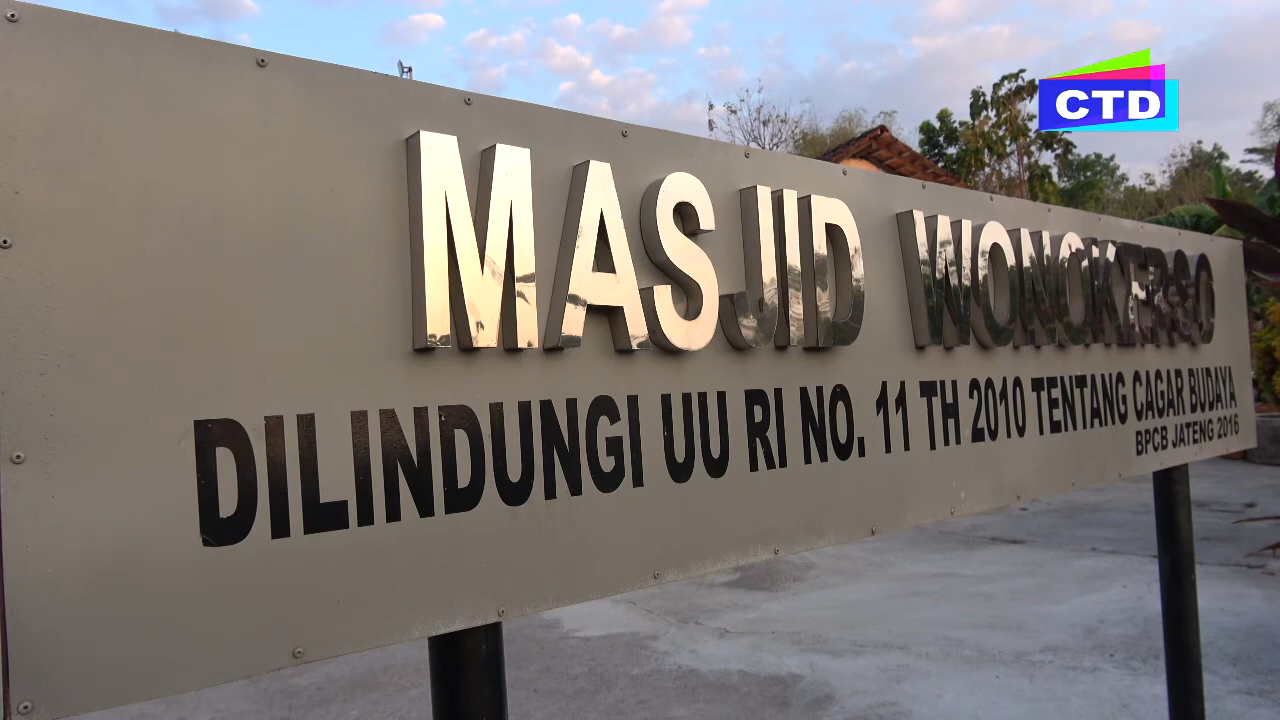 CTD
MASJID WONOKERSO
DILINDUNGI UU RI NO. 11 TH 2010 TENTANG CAGAR BUDAYA
BPCB JATENG 2016